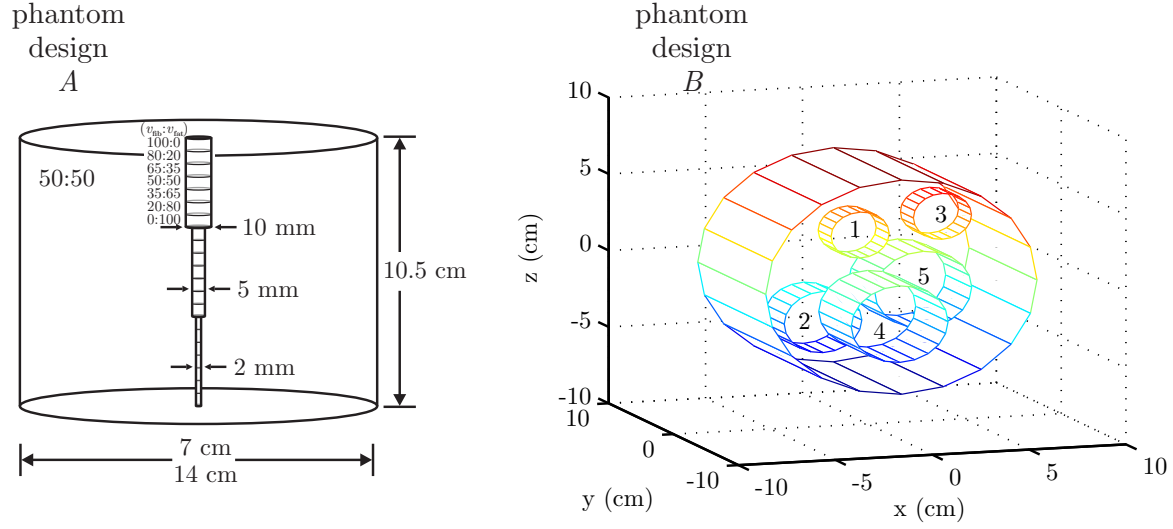 phantom
design
A
(v_fib:v_fat)
100:0
80:20
65:35
50:50
35:65
20:80
0:100
50:50
10 mm
5 mm
2 mm
10.5 cm
7 cm
14 cm
phantom
design
B
10
5
0
-5
-10
z (cm)
10
0
-10
y (cm)
-10
-5
0
5
10
x (cm)
1
3
5
2
4